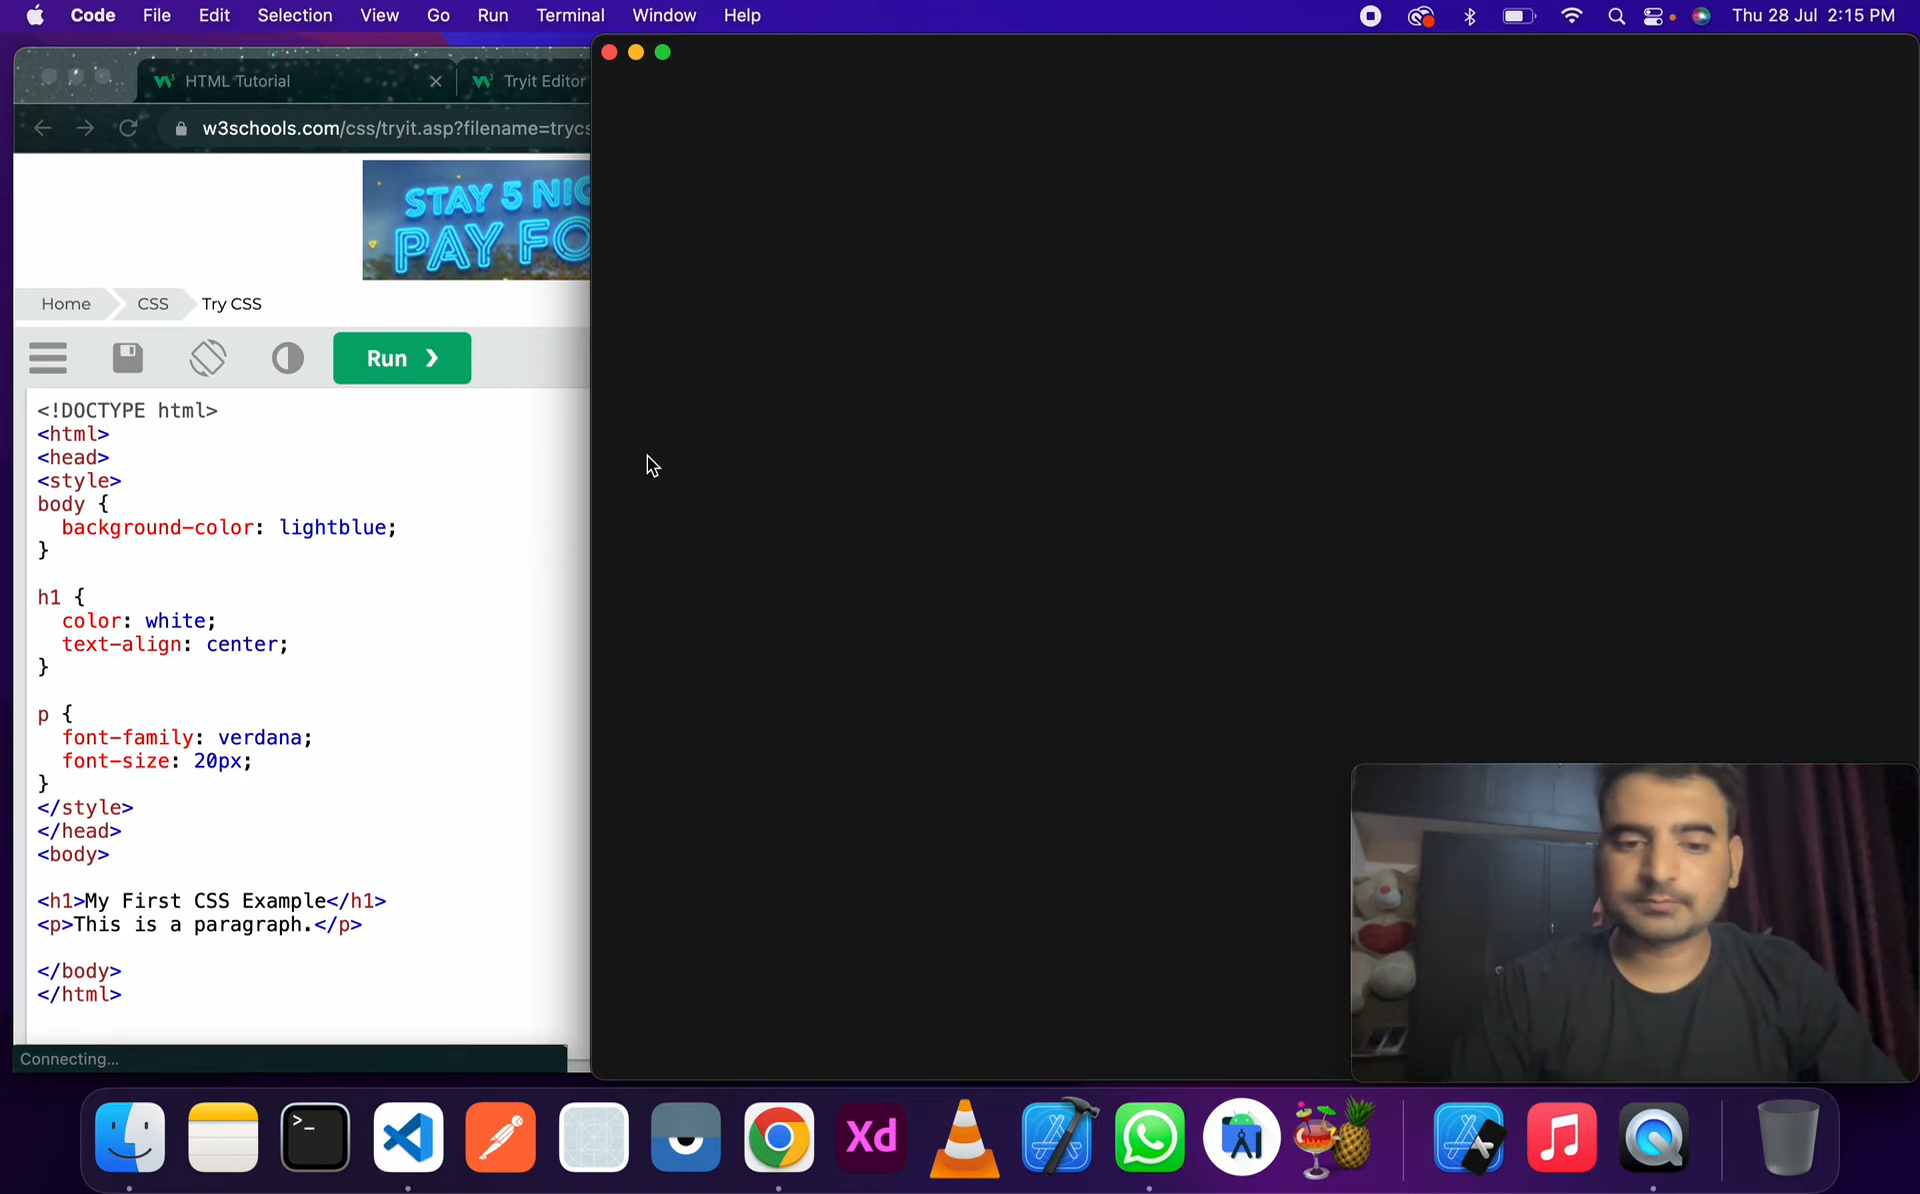 Code File Edit Selection View Go Run Terminal Window Help
Thu 28 Jul 2:15 PM
HTML Tutorial
Tryit Editor
w3schools.com/css/tryit.asp?filename=trycs
STAY 5 NIG
PAY FO
Home CSS Try CSS
Run ❯
<!DOCTYPE html>
<html>
<head>
<style>
body {
  background-color: lightblue;
}
h1 {
  color: white;
  text-align: center;
}
p {
  font-family: verdana;
  font-size: 20px;
}
</style>
</head>
<body>
<h1>My First CSS Example</h1>
<p>This is a paragraph.</p>
</body>
</html>
Connecting...
>_
Xd